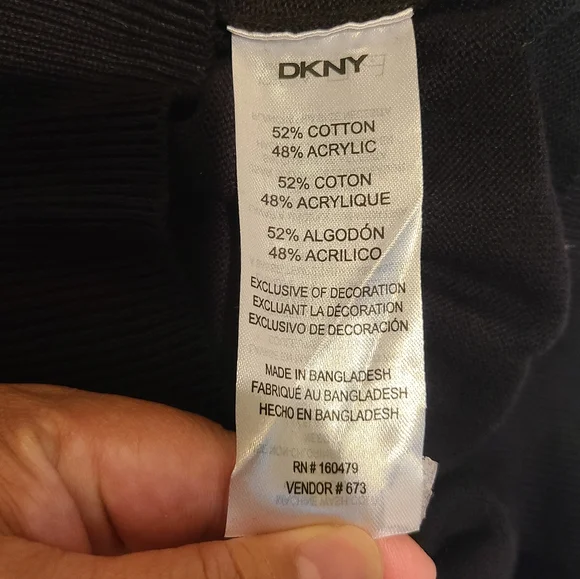 DKNY
52% COTTON
48% ACRYLIC
52% COTON
48% ACRYLIQUE
52% ALGODÓN
48% ACRILICO
EXCLUSIVE OF DECORATION
EXCLUANT LA DÉCORATION
EXCLUSIVO DE DECORACIÓN
MADE IN BANGLADESH
FABRIQUÉ AU BANGLADESH
HECHO EN BANGLADESH
RN # 160479
VENDOR # 673